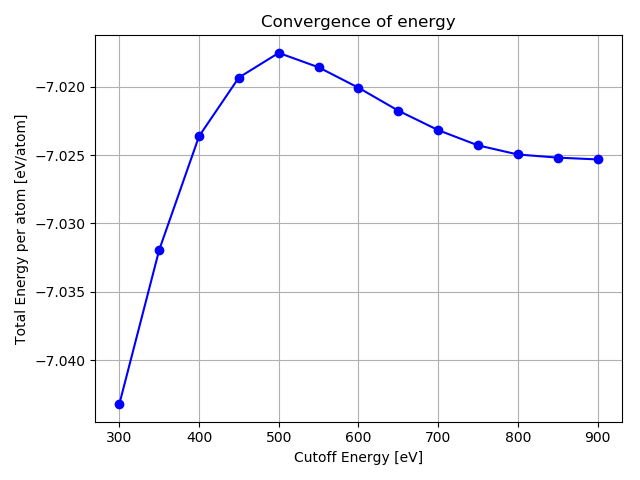 Convergence of energy
Total Energy per atom [eV/atom]
−7.020
−7.025
−7.030
−7.035
−7.040
300 400 500 600 700 800 900
Cutoff Energy [eV]